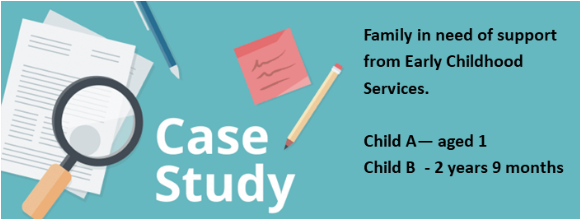 Case
Study
Family in need of support
from Early Childhood
Services.
Child A— aged 1
Child B - 2 years 9 months